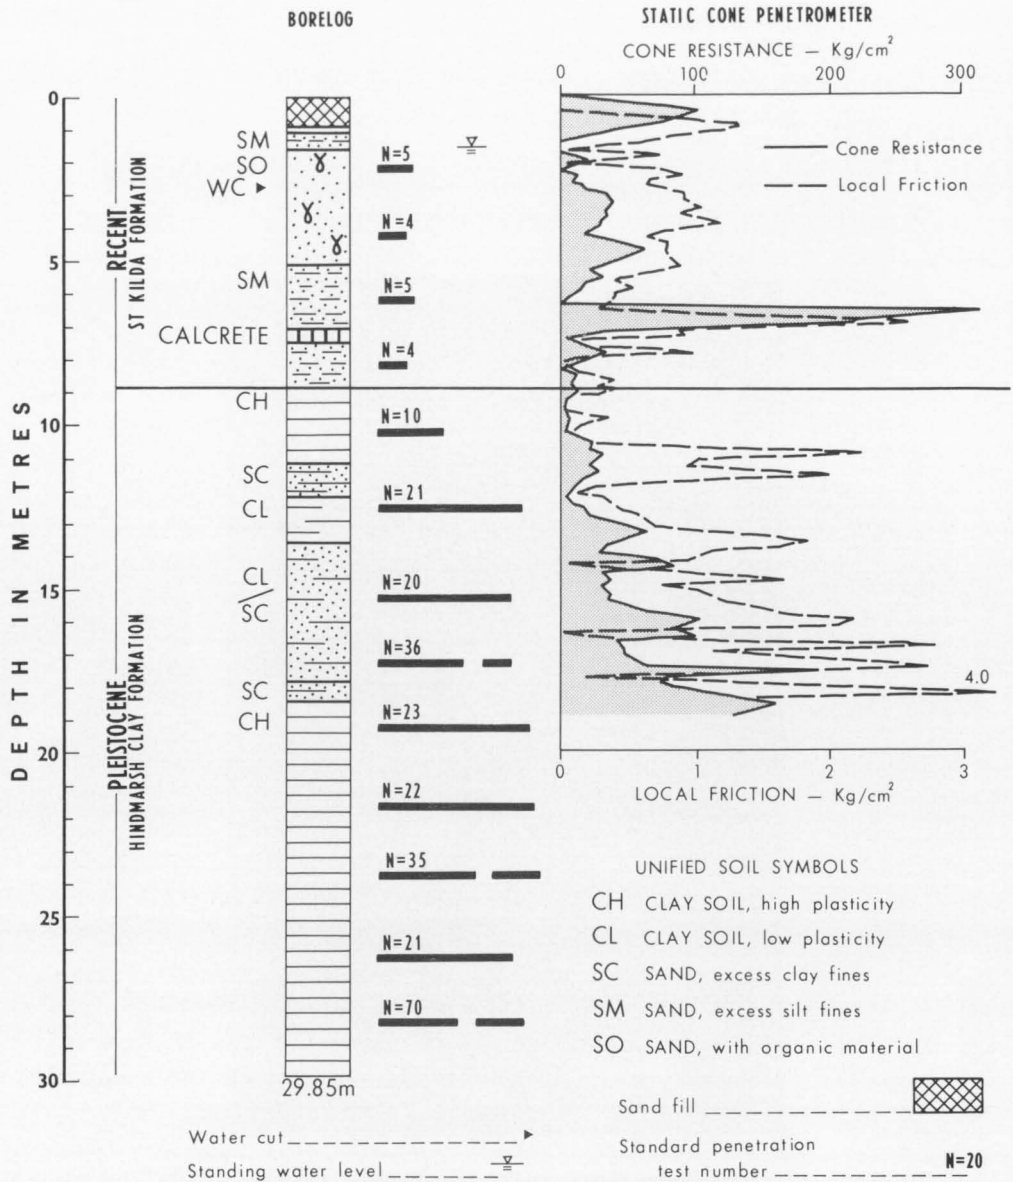 BORELOG
STATIC CONE PENETROMETER
CONE RESISTANCE — Kg/cm²
0 100 200 300
Cone Resistance
Local Friction
DEPTH IN METRES
0
5
10
15
20
25
30
RECENT
ST KILDA FORMATION
PLEISTOCENE
HINDMARSH CLAY FORMATION
SM
SO
WC
SM
CALCRETE
CH
SC
CL
CL
SC
SC
CH
N=5
N=4
N=5
N=4
N=10
N=21
N=20
N=36
N=23
N=22
N=35
N=21
N=70
29.85m
4.0
0 1 2 3
LOCAL FRICTION — Kg/cm²
UNIFIED SOIL SYMBOLS
CH CLAY SOIL, high plasticity
CL CLAY SOIL, low plasticity
SC SAND, excess clay fines
SM SAND, excess silt fines
SO SAND, with organic material
Sand fill
Water cut
Standing water level
Standard penetration
test number N=20